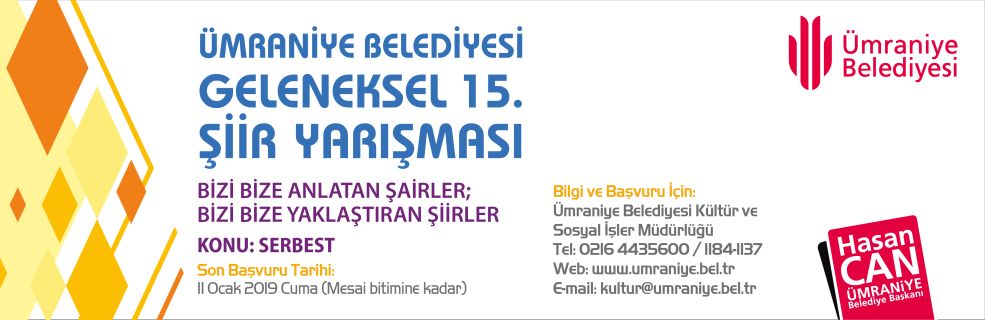 ÜMRANİYE BELEDİYESİ
GELENEKSEL 15.
ŞİİR YARIŞMASI
BİZİ BİZE ANLATAN ŞAİRLER;
BİZİ BİZE YAKLAŞTIRAN ŞİİRLER
KONU: SERBEST
Son Başvuru Tarihi:
11 Ocak 2019 Cuma (Mesai bitimine kadar)
Ümraniye
Belediyesi
Bilgi ve Başvuru İçin:
Ümraniye Belediyesi Kültür ve
Sosyal İşler Müdürlüğü
Tel: 0216 4435600 / 1184-1137
Web: www.umraniye.bel.tr
E-mail: kultur@umraniye.bel.tr
Hasan
CAN
ÜMRANİYE
Belediye Başkanı